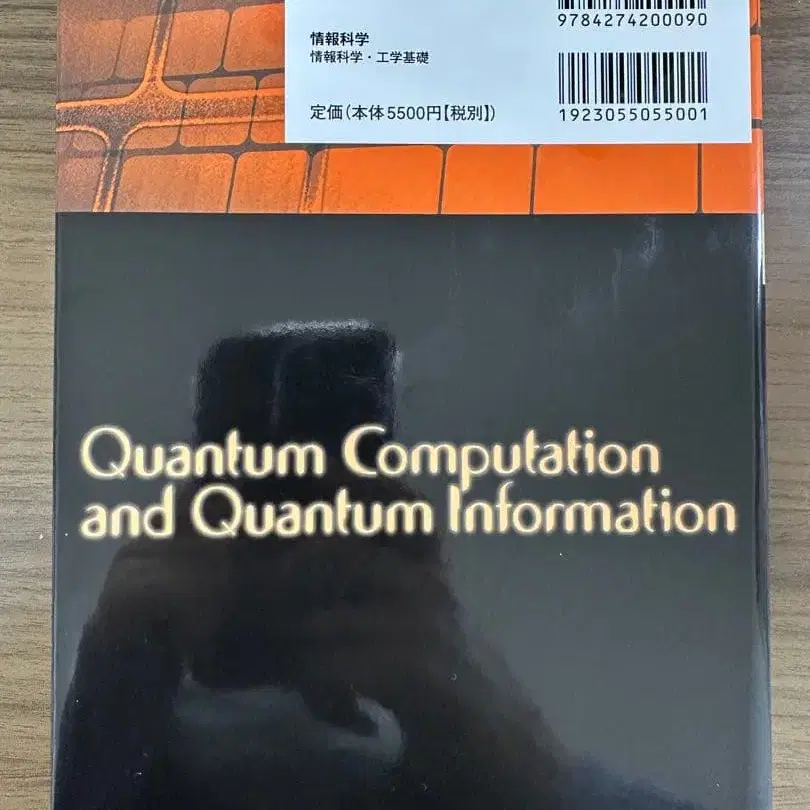 9784274200090
情報科学
情報科学・工学基礎
定価(本体5500円【税別】)
1923055055001
Quantum Computation
and Quantum Information